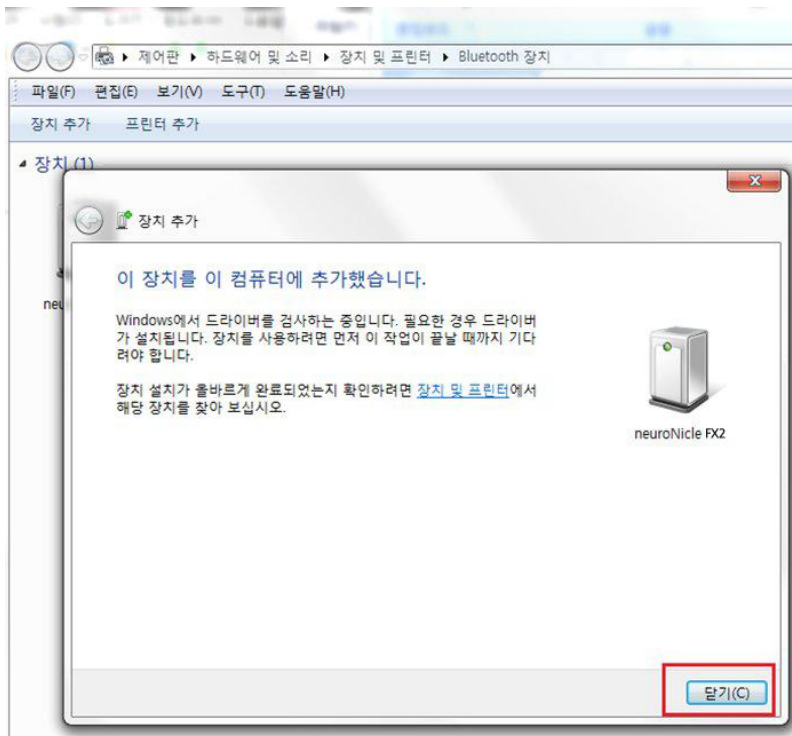 제어판 ▸ 하드웨어 및 소리 ▸ 장치 및 프린터 ▸ Bluetooth 장치
파일(F) 편집(E) 보기(V) 도구(T) 도움말(H)
장치 추가 프린터 추가
장치 (1)
장치 추가
이 장치를 이 컴퓨터에 추가했습니다.
Windows에서 드라이버를 검사하는 중입니다. 필요한 경우 드라이버
가 설치됩니다. 장치를 사용하려면 먼저 이 작업이 끝날 때까지 기다
려야 합니다.
장치 설치가 올바르게 완료되었는지 확인하려면 장치 및 프린터에서
해당 장치를 찾아 보십시오.
neuroNicle FX2
닫기(C)